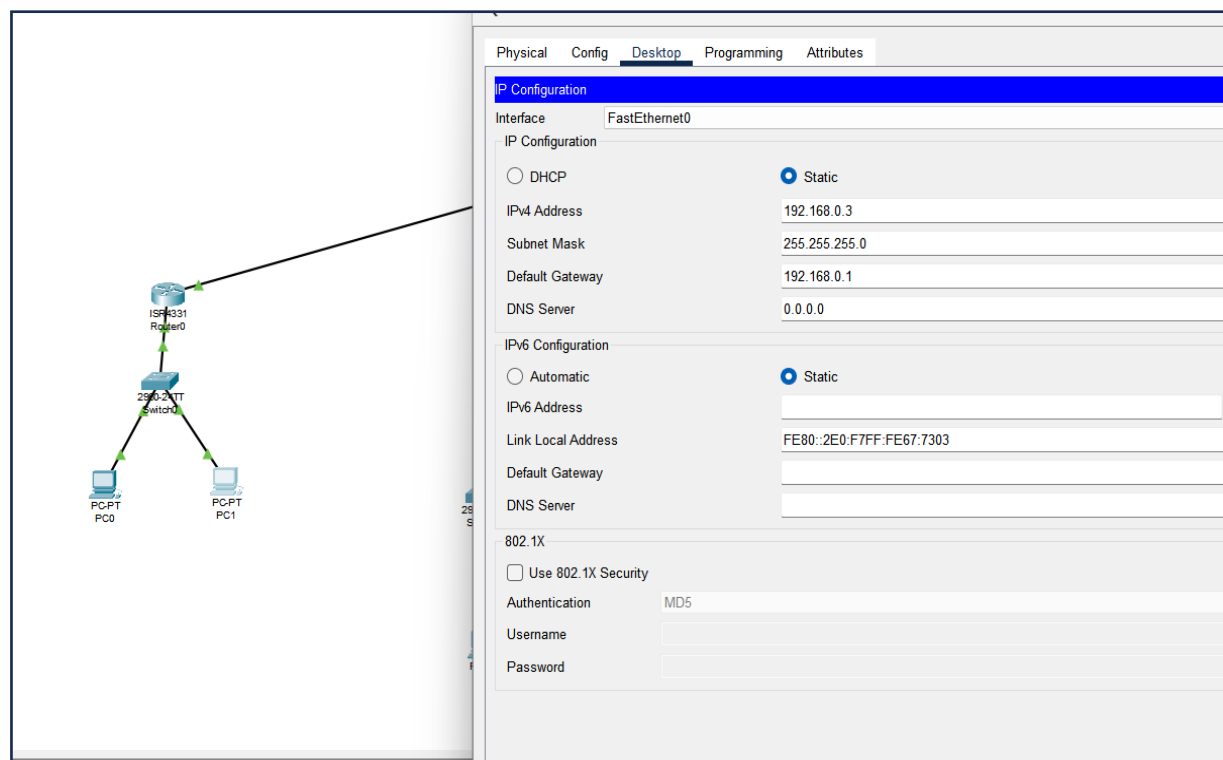 Physical Config Desktop Programming Attributes
IP Configuration
Interface FastEthernet0
IP Configuration
DHCP Static
IPv4 Address 192.168.0.3
Subnet Mask 255.255.255.0
Default Gateway 192.168.0.1
DNS Server 0.0.0.0
IPv6 Configuration
Automatic Static
IPv6 Address
Link Local Address FE80::2E0:F7FF:FE67:7303
Default Gateway
DNS Server
802.1X
Use 802.1X Security
Authentication MD5
Username
Password
ISR4331
Router0
Switch0
PC-PT
PC0
PC-PT
PC1
29
S